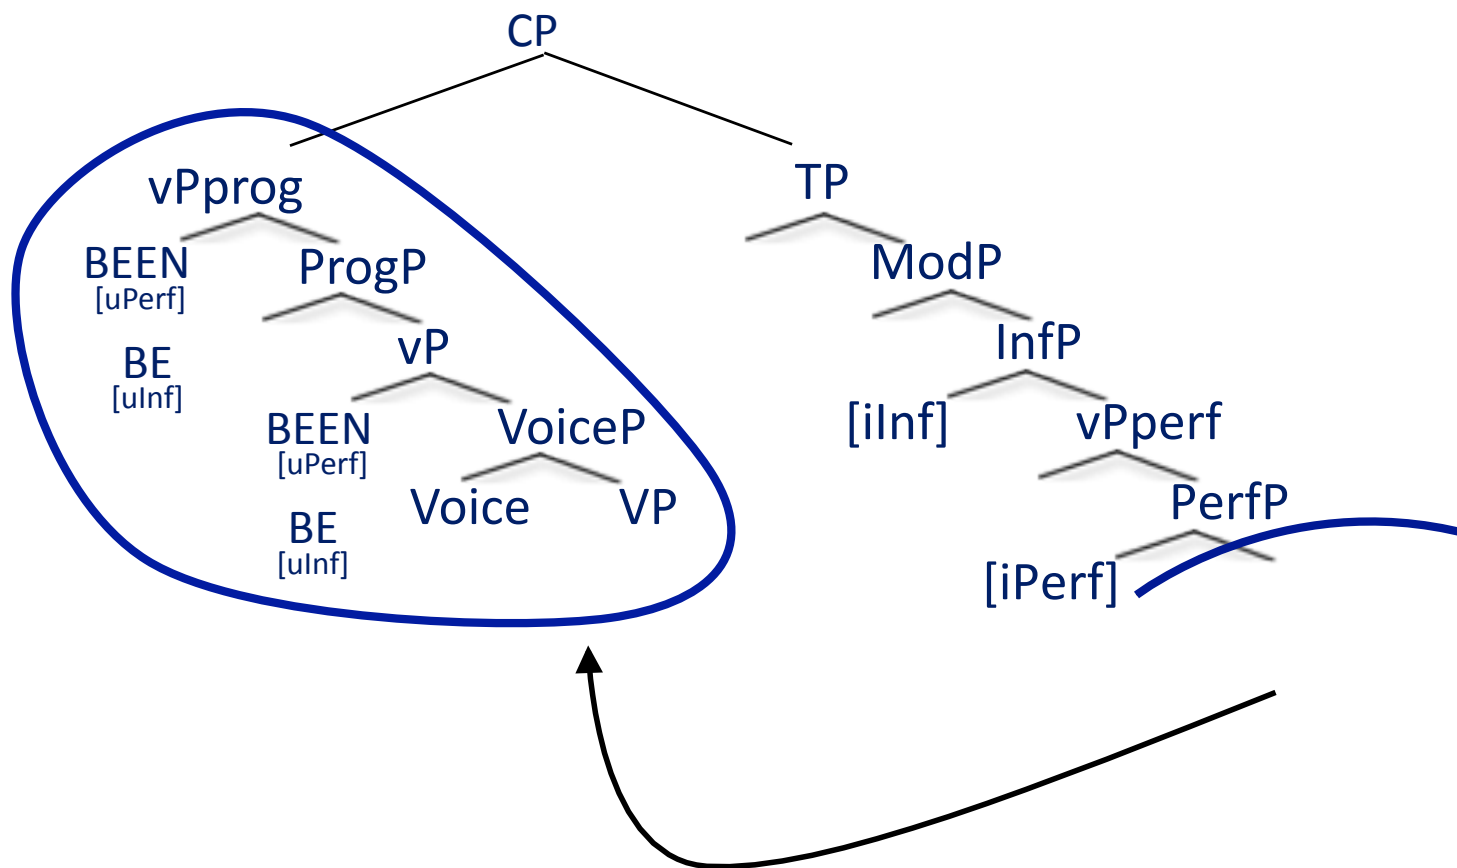 CP
vPprog
TP
BEEN
[uPerf]
ProgP
ModP
BE
[uInf]
vP
InfP
BEEN
[uPerf]
VoiceP
[iInf]
vPperf
BE
[uInf]
Voice
VP
PerfP
[iPerf]